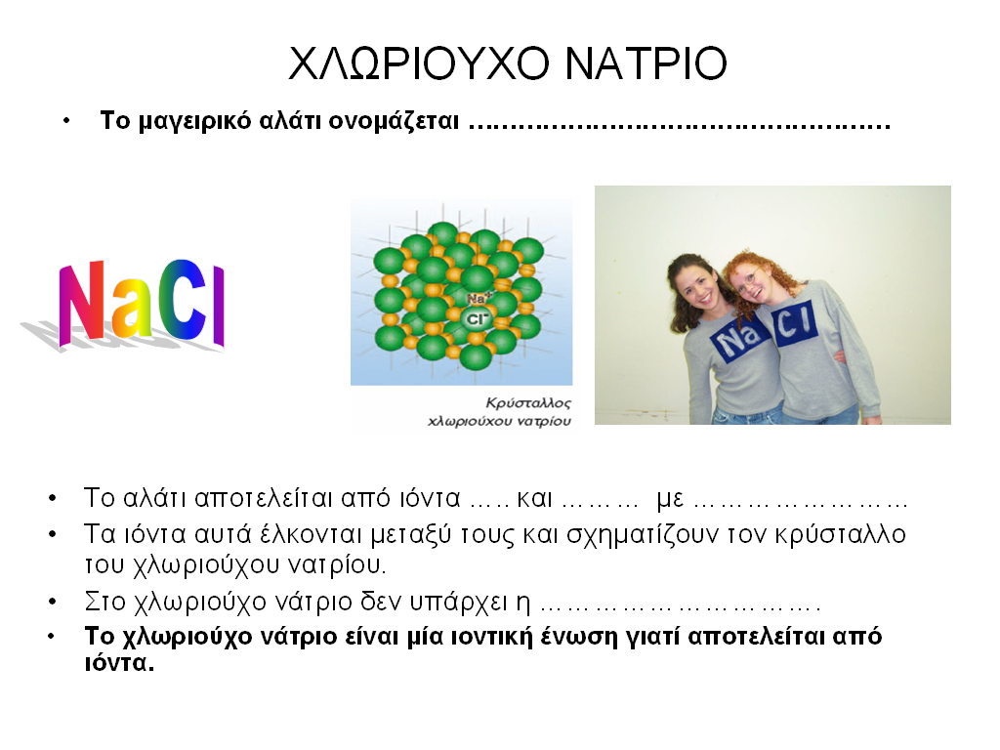 ΧΛΩΡΙΟΥΧΟ ΝΑΤΡΙΟ
• Το μαγειρικό αλάτι ονομάζεται ……………………………………………
NaCl
Na+
Cl-
Na Cl
Κρύσταλλος
χλωριούχου νατρίου
• Το αλάτι αποτελείται από ιόντα ….. και ……… με ……………………
• Τα ιόντα αυτά έλκονται μεταξύ τους και σχηματίζουν τον κρύσταλλο
του χλωριούχου νατρίου.
• Στο χλωριούχο νάτριο δεν υπάρχει η ………………………….
• Το χλωριούχο νάτριο είναι μία ιοντική ένωση γιατί αποτελείται από
ιόντα.